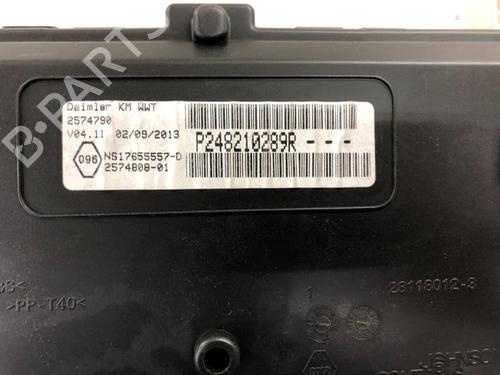 B-PARTS
Daimler KM WWT
2574790
V04.11 02/09/2013
P248210289R - - -
096
NS17655557-D
2574808-01
>PP-T40<
28118012-9